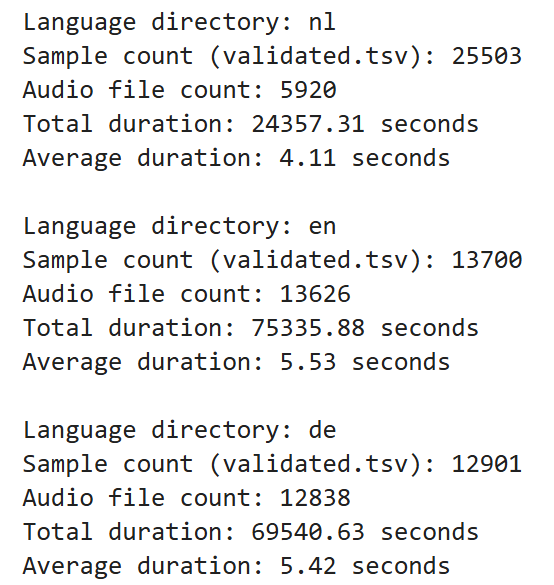 Language directory: nl
Sample count (validated.tsv): 25503
Audio file count: 5920
Total duration: 24357.31 seconds
Average duration: 4.11 seconds

Language directory: en
Sample count (validated.tsv): 13700
Audio file count: 13626
Total duration: 75335.88 seconds
Average duration: 5.53 seconds

Language directory: de
Sample count (validated.tsv): 12901
Audio file count: 12838
Total duration: 69540.63 seconds
Average duration: 5.42 seconds